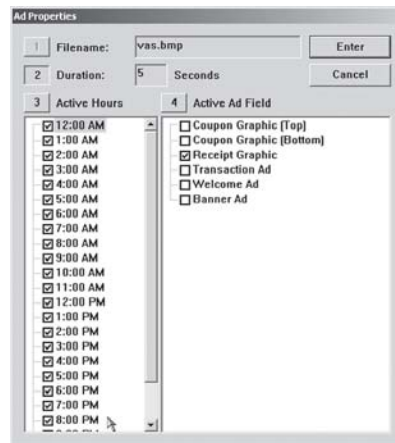 Ad Properties
1 Filename: vas.bmp Enter
2 Duration: 5 Seconds Cancel
3 Active Hours 4 Active Ad Field
12:00 AM
1:00 AM
2:00 AM
3:00 AM
4:00 AM
5:00 AM
6:00 AM
7:00 AM
8:00 AM
9:00 AM
10:00 AM
11:00 AM
12:00 PM
1:00 PM
2:00 PM
3:00 PM
4:00 PM
5:00 PM
6:00 PM
7:00 PM
8:00 PM
Coupon Graphic (Top)
Coupon Graphic (Bottom)
Receipt Graphic
Transaction Ad
Welcome Ad
Banner Ad